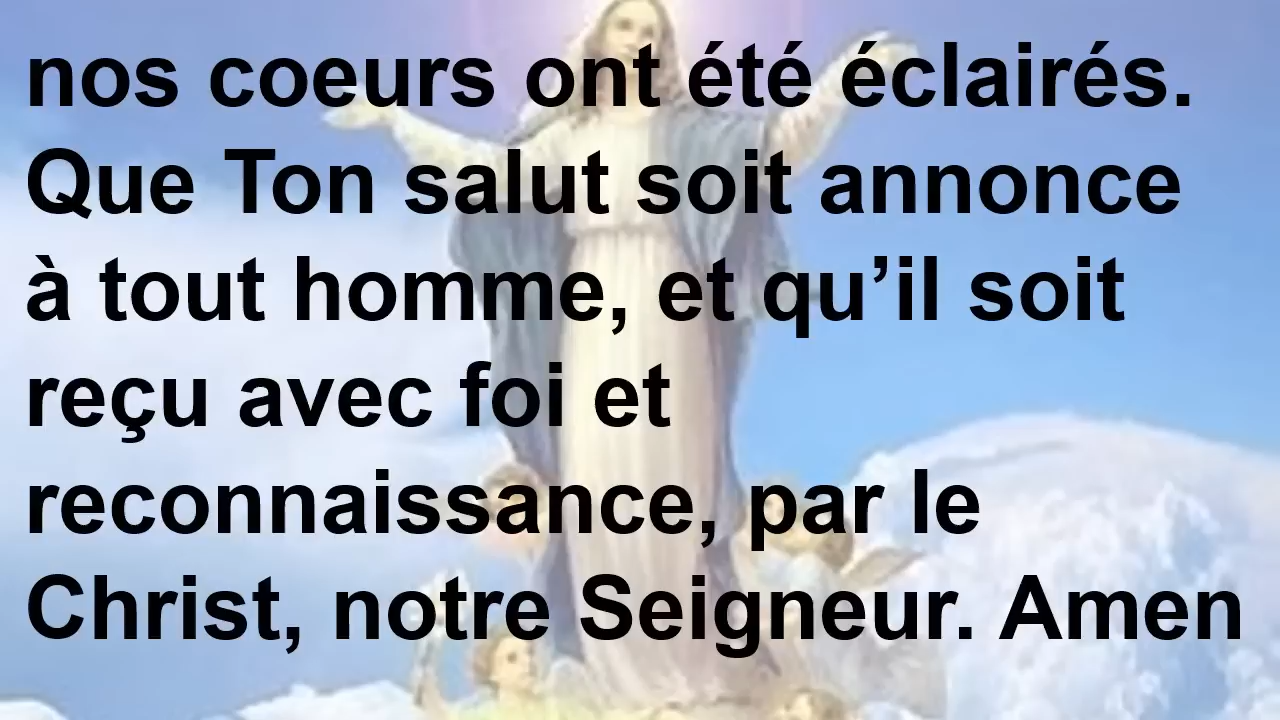 nos coeurs ont été éclairés.
Que Ton salut soit annonce
à tout homme, et qu’il soit
reçu avec foi et
reconnaissance, par le
Christ, notre Seigneur. Amen